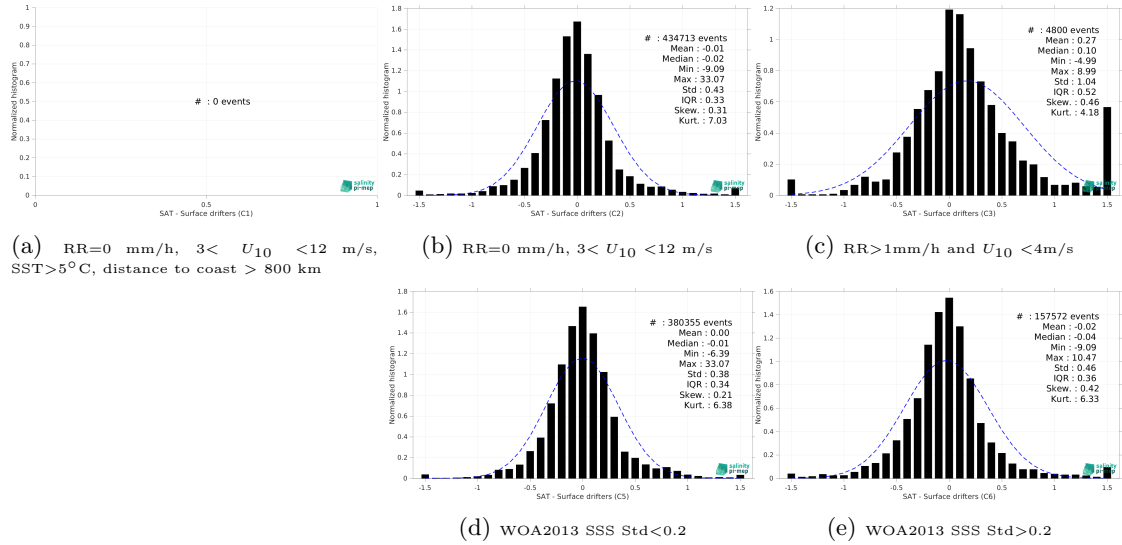 1
0.9
0.8
0.7
0.6
0.5
0.4
0.3
0.2
0.1
0
Normalized histogram
# : 0 events
salinity
pi-mep
0 0.5 1
SAT - Surface drifters (C1)
(a) RR=0 mm/h, 3< U10 <12 m/s,
SST>5°C, distance to coast > 800 km
1.8
1.6
1.4
1.2
1
0.8
0.6
0.4
0.2
0
Normalized histogram
# : 434713 events
Mean : -0.01
Median : -0.02
Min : -9.09
Max : 33.07
Std : 0.43
IQR : 0.33
Skew. : 0.31
Kurt. : 7.03
salinity
pi-mep
-1.5 -1 -0.5 0 0.5 1 1.5
SAT - Surface drifters (C2)
(b) RR=0 mm/h, 3< U10 <12 m/s
1.2
1
0.8
0.6
0.4
0.2
0
Normalized histogram
# : 4800 events
Mean : 0.27
Median : 0.10
Min : -4.99
Max : 8.99
Std : 1.04
IQR : 0.52
Skew. : 0.46
Kurt. : 4.18
-1.5 -1 -0.5 0 0.5 1 1.5
SAT - Surface drifters (C3)
(c) RR>1mm/h and U10 <4m/s
1.8
1.6
1.4
1.2
1
0.8
0.6
0.4
0.2
0
Normalized histogram
# : 380355 events
Mean : 0.00
Median : -0.01
Min : -6.39
Max : 33.07
Std : 0.38
IQR : 0.34
Skew. : 0.21
Kurt. : 6.38
salinity
pi-mep
-1.5 -1 -0.5 0 0.5 1 1.5
SAT - Surface drifters (C5)
(d) WOA2013 SSS Std<0.2
1.6
1.4
1.2
1
0.8
0.6
0.4
0.2
0
Normalized histogram
# : 157572 events
Mean : -0.02
Median : -0.04
Min : -9.09
Max : 10.47
Std : 0.46
IQR : 0.36
Skew. : 0.42
Kurt. : 6.33
salinity
pi-mep
-1.5 -1 -0.5 0 0.5 1 1.5
SAT - Surface drifters (C6)
(e) WOA2013 SSS Std>0.2